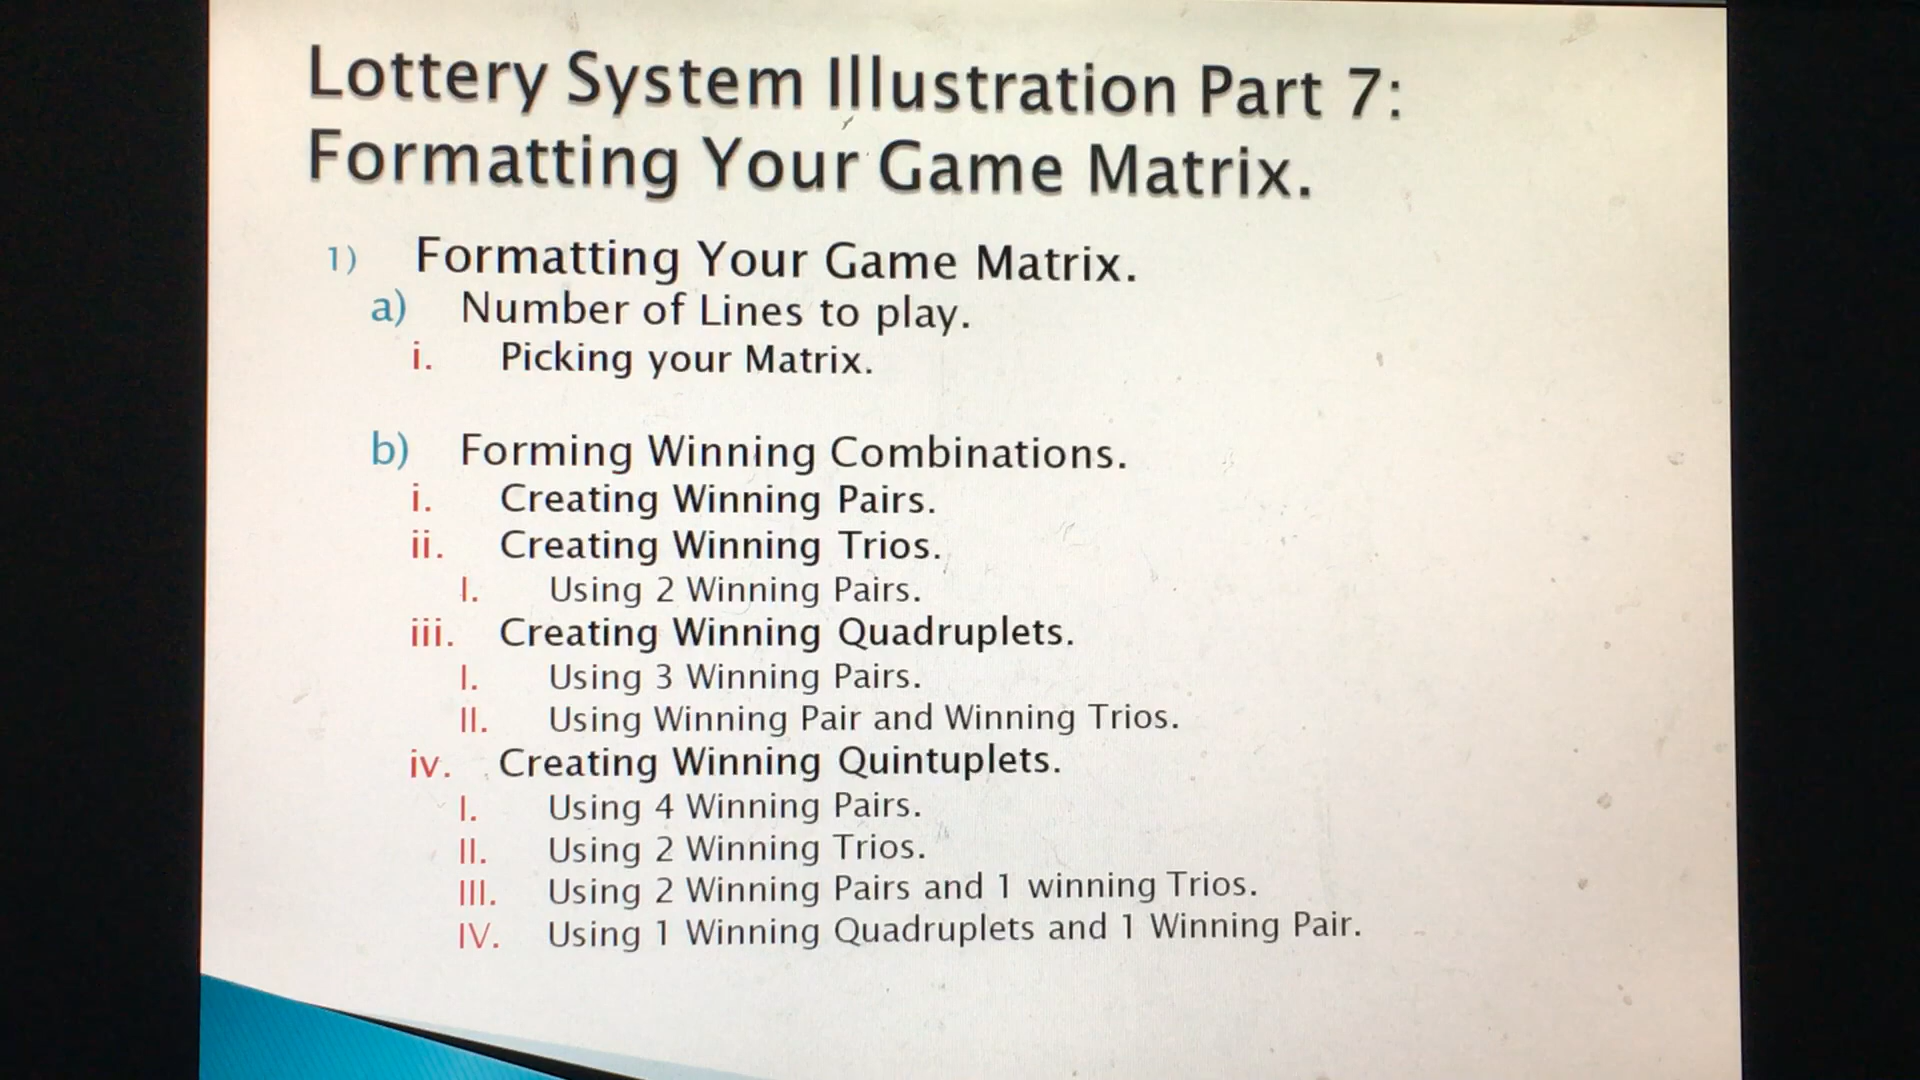 Lottery System Illustration Part 7:
Formatting Your Game Matrix.
1) Formatting Your Game Matrix.
a) Number of Lines to play.
i. Picking your Matrix.
b) Forming Winning Combinations.
i. Creating Winning Pairs.
ii. Creating Winning Trios.
I. Using 2 Winning Pairs.
iii. Creating Winning Quadruplets.
I. Using 3 Winning Pairs.
II. Using Winning Pair and Winning Trios.
iv. Creating Winning Quintuplets.
I. Using 4 Winning Pairs.
II. Using 2 Winning Trios.
III. Using 2 Winning Pairs and 1 winning Trios.
IV. Using 1 Winning Quadruplets and 1 Winning Pair.